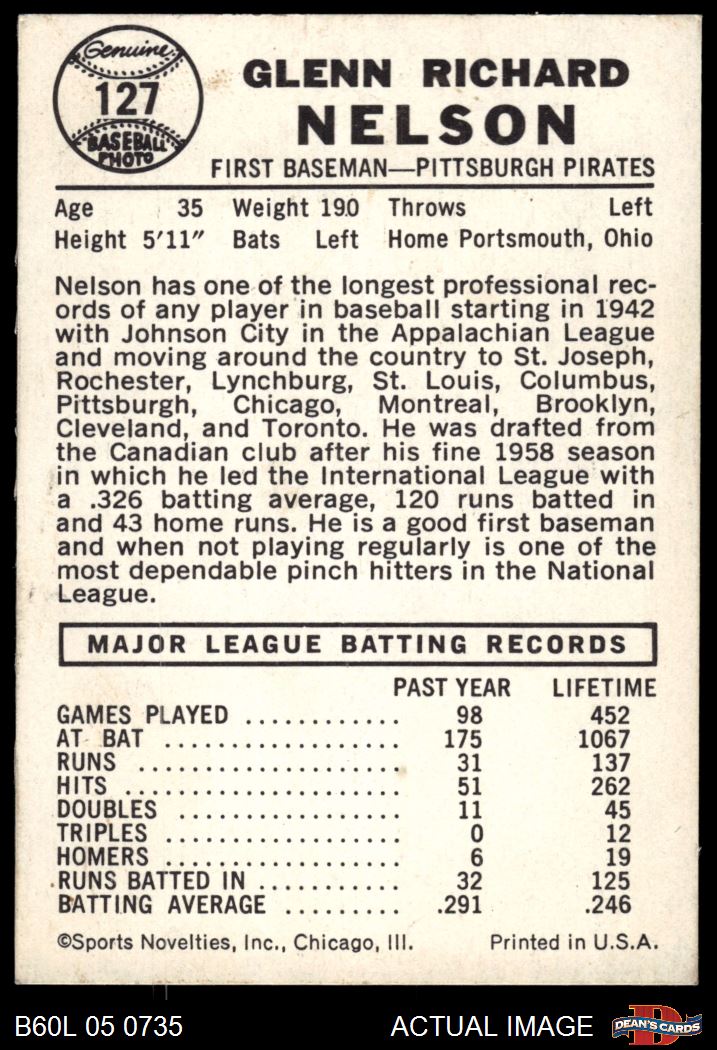 Genuine
127
BASEBALL
PHOTO
GLENN RICHARD
NELSON
FIRST BASEMAN—PITTSBURGH PIRATES
Age 35 Weight 190 Throws Left
Height 5'11" Bats Left Home Portsmouth, Ohio
Nelson has one of the longest professional rec-
ords of any player in baseball starting in 1942
with Johnson City in the Appalachian League
and moving around the country to St. Joseph,
Rochester, Lynchburg, St. Louis, Columbus,
Pittsburgh, Chicago, Montreal, Brooklyn,
Cleveland, and Toronto. He was drafted from
the Canadian club after his fine 1958 season
in which he led the International League with
a .326 batting average, 120 runs batted in
and 43 home runs. He is a good first baseman
and when not playing regularly is one of the
most dependable pinch hitters in the National
League.
MAJOR LEAGUE BATTING RECORDS
PAST YEAR LIFETIME
GAMES PLAYED ............ 98 452
AT BAT .................. 175 1067
RUNS .................... 31 137
HITS .................... 51 262
DOUBLES ................. 11 45
TRIPLES ................. 0 12
HOMERS .................. 6 19
RUNS BATTED IN .......... 32 125
BATTING AVERAGE ......... .291 .246
©Sports Novelties, Inc., Chicago, Ill. Printed in U.S.A.
B60L 05 0735 ACTUAL IMAGE DEAN'S CARDS